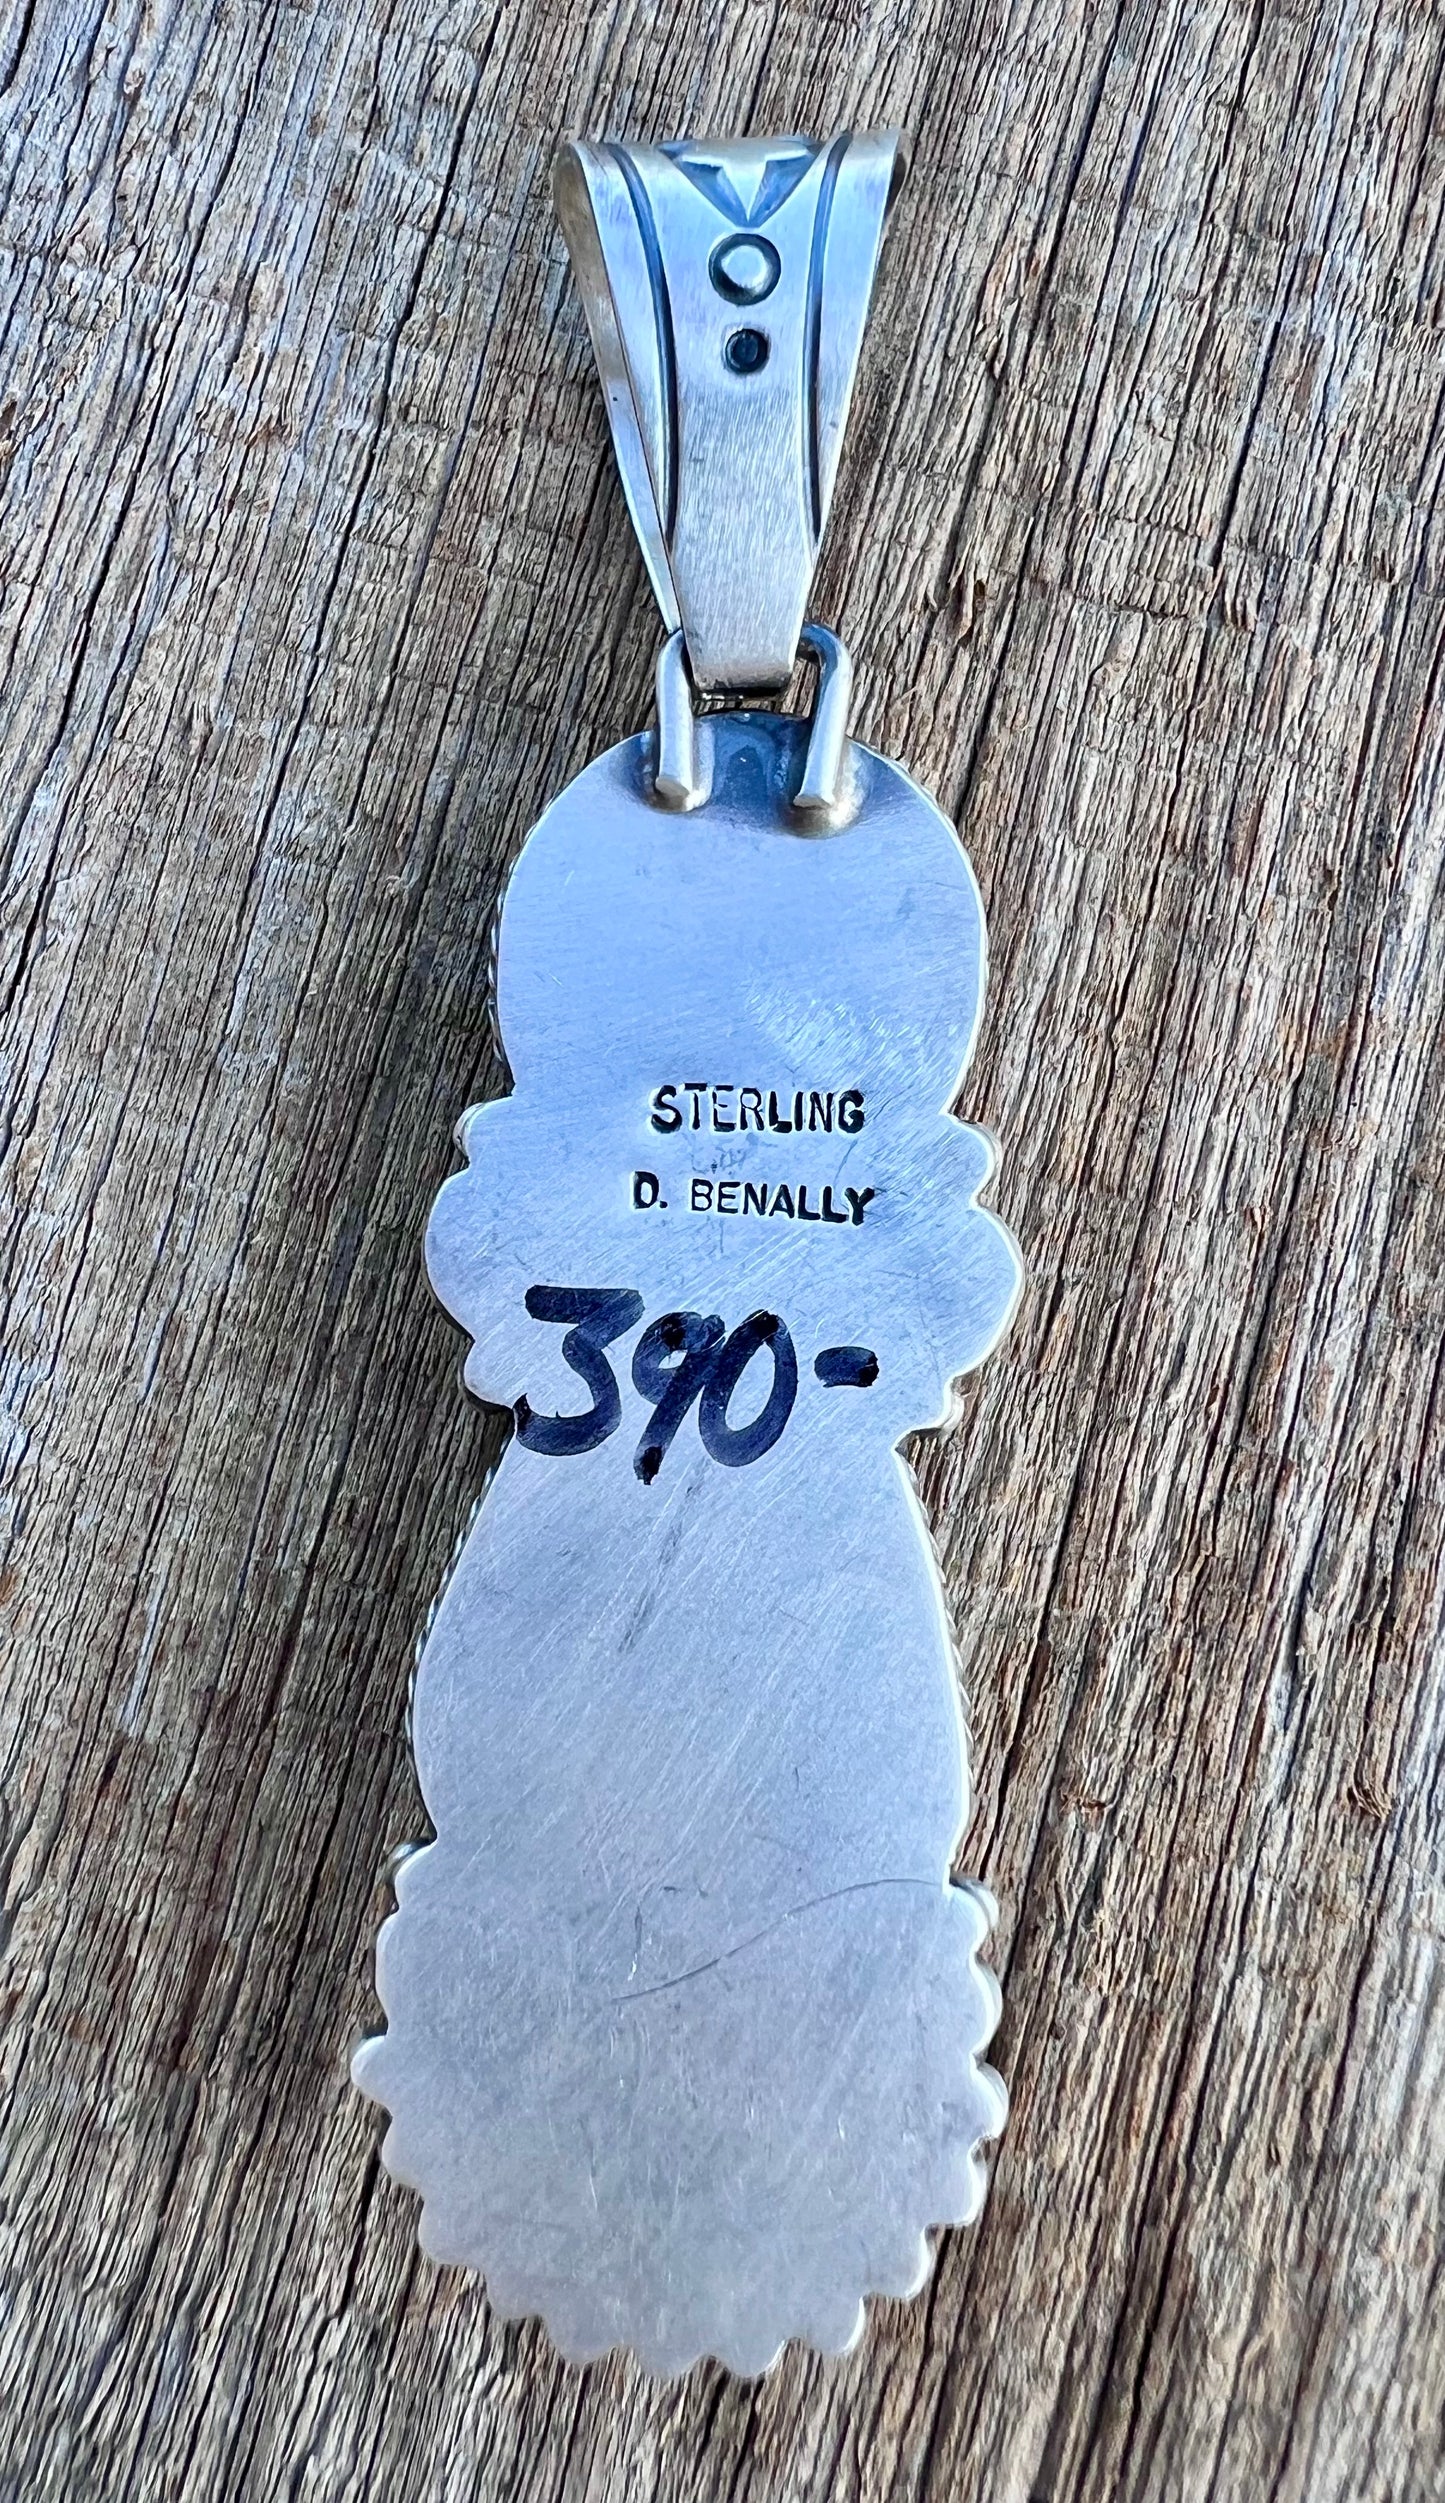 STERLING
D. BENALLY
390-